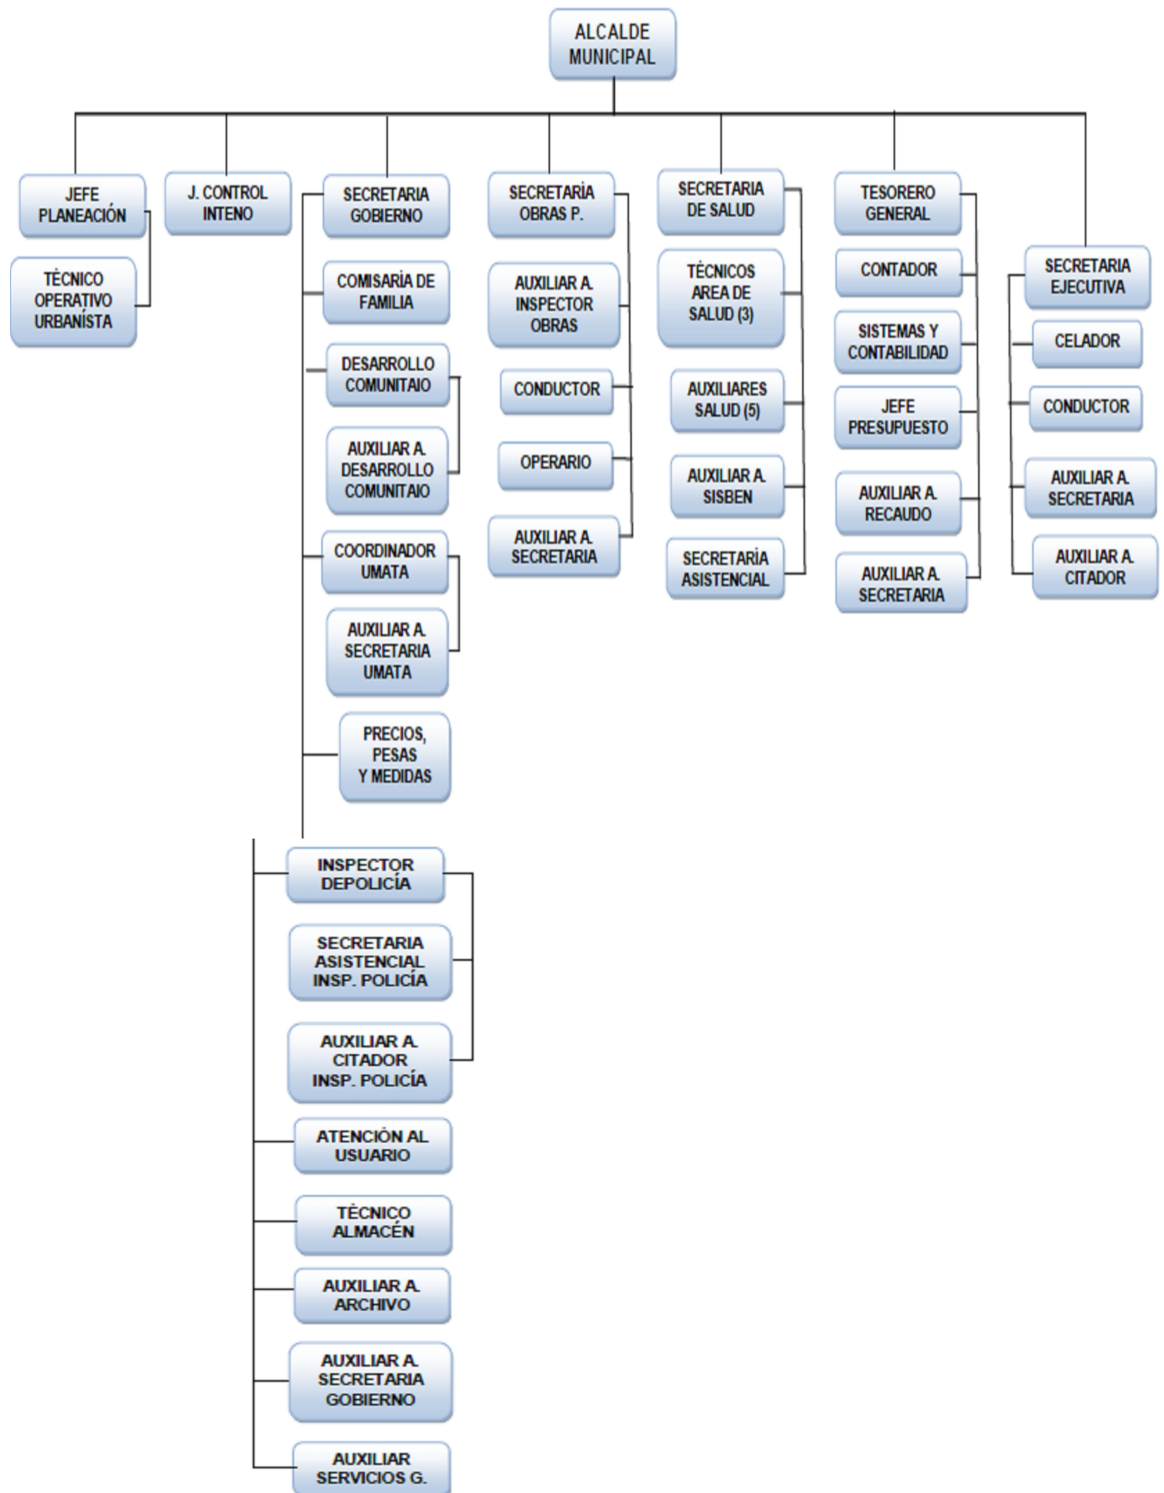 ALCALDE
MUNICIPAL
JEFE
PLANEACIÓN
TÉCNICO
OPERATIVO
URBANÍSTA
J. CONTROL
INTENO
SECRETARIA
GOBIERNO
COMISARÍA DE
FAMILIA
DESARROLLO
COMUNITAIO
AUXILIAR A.
DESARROLLO
COMUNITAIO
COORDINADOR
UMATA
AUXILIAR A.
SECRETARIA
UMATA
PRECIOS,
PESAS
Y MEDIDAS
INSPECTOR
DEPOLICÍA
SECRETARIA
ASISTENCIAL
INSP. POLICÍA
AUXILIAR A.
CITADOR
INSP. POLICÍA
ATENCIÓN AL
USUARIO
TÉCNICO
ALMACÉN
AUXILIAR A.
ARCHIVO
AUXILIAR A.
SECRETARIA
GOBIERNO
AUXILIAR
SERVICIOS G.
SECRETARÍA
OBRAS P.
AUXILIAR A.
INSPECTOR
OBRAS
CONDUCTOR
OPERARIO
AUXILIAR A.
SECRETARIA
SECRETARIA
DE SALUD
TÉCNICOS
AREA DE
SALUD (3)
AUXILIARES
SALUD (5)
AUXILIAR A.
SISBEN
SECRETARÍA
ASISTENCIAL
TESORERO
GENERAL
CONTADOR
SISTEMAS Y
CONTABILIDAD
JEFE
PRESUPUESTO
AUXILIAR A.
RECAUDO
AUXILIAR A.
SECRETARIA
SECRETARIA
EJECUTIVA
CELADOR
CONDUCTOR
AUXILIAR A.
SECRETARIA
AUXILIAR A.
CITADOR